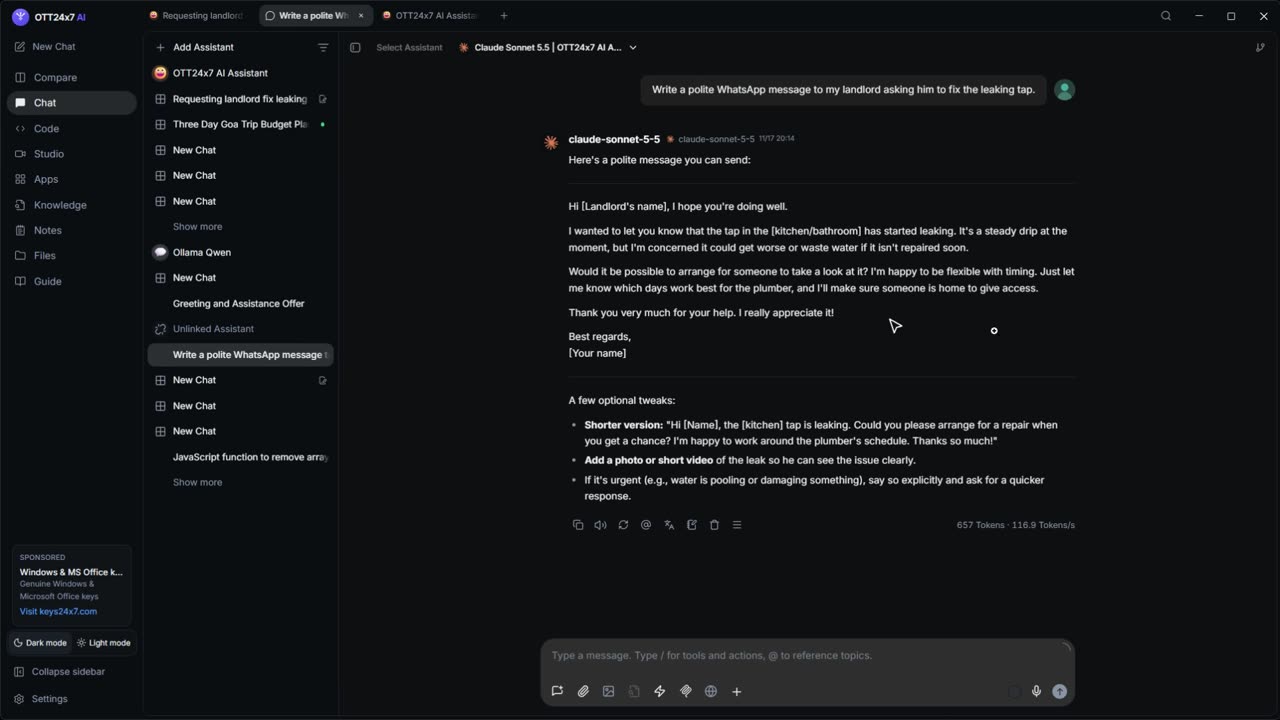 OTT24x7 AI
Requesting landlord
Write a polite Wh
OTT24x7 AI Assista
New Chat
Compare
Chat
Code
Studio
Apps
Knowledge
Notes
Files
Guide
SPONSORED
Windows & MS Office k...
Genuine Windows &
Microsoft Office keys
Visit keys24x7.com
Dark mode
Light mode
Collapse sidebar
Settings
Add Assistant
OTT24x7 AI Assistant
Requesting landlord fix leaking
Three Day Goa Trip Budget Pla
New Chat
New Chat
New Chat
Show more
Ollama Qwen
New Chat
Greeting and Assistance Offer
Unlinked Assistant
Write a polite WhatsApp message t
New Chat
New Chat
New Chat
JavaScript function to remove array
Show more
Select Assistant
Claude Sonnet 5.5 | OTT24x7 AI A...
Write a polite WhatsApp message to my landlord asking him to fix the leaking tap.
claude-sonnet-5-5 claude-sonnet-5-5 11/17 20:14
Here's a polite message you can send:
Hi [Landlord's name], I hope you're doing well.
I wanted to let you know that the tap in the [kitchen/bathroom] has started leaking. It's a steady drip at the
moment, but I'm concerned it could get worse or waste water if it isn't repaired soon.
Would it be possible to arrange for someone to take a look at it? I'm happy to be flexible with timing. Just let
me know which days work best for the plumber, and I'll make sure someone is home to give access.
Thank you very much for your help. I really appreciate it!
Best regards,
[Your name]
A few optional tweaks:
• Shorter version: "Hi [Name], the [kitchen] tap is leaking. Could you please arrange for a repair when
you get a chance? I'm happy to work around the plumber's schedule. Thanks so much!"
• Add a photo or short video of the leak so he can see the issue clearly.
• If it's urgent (e.g., water is pooling or damaging something), say so explicitly and ask for a quicker
response.
657 Tokens · 116.9 Tokens/s
Type a message. Type / for tools and actions, @ to reference topics.